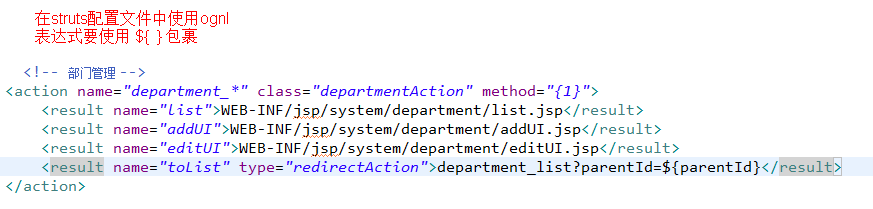 在struts配置文件中使用ognl
表达式要使用 ${ } 包裹
<!-- 部门管理 -->
<action name="department_*" class="departmentAction" method="{1}">
<result name="list">WEB-INF/jsp/system/department/list.jsp</result>
<result name="addUI">WEB-INF/jsp/system/department/addUI.jsp</result>
<result name="editUI">WEB-INF/jsp/system/department/editUI.jsp</result>
<result name="toList" type="redirectAction">department_list?parentId=${parentId}</result>
</action>